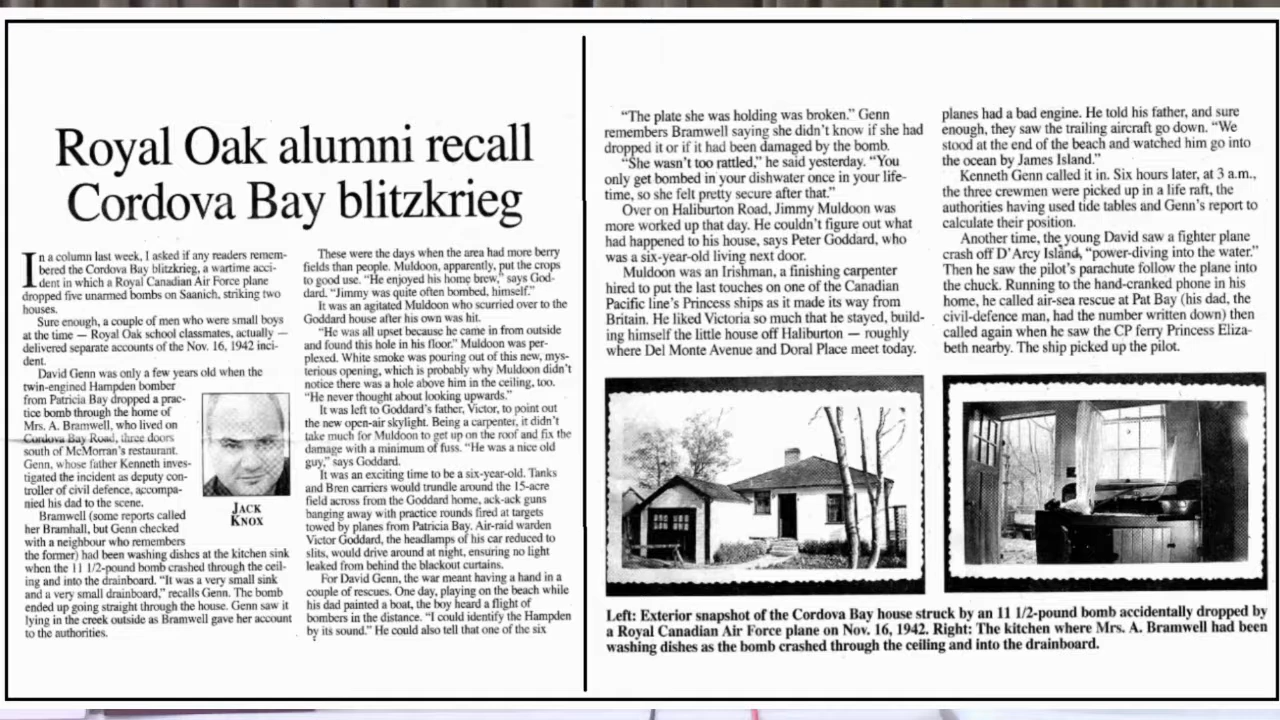 Royal Oak alumni recall
Cordova Bay blitzkrieg
In a column last week, I asked if any readers remem-
bered the Cordova Bay blitzkrieg, a wartime acci-
dent in which a Royal Canadian Air Force plane
dropped five unarmed bombs on Saanich, striking two
houses.
Sure enough, a couple of men who were small boys
at the time — Royal Oak school classmates, actually —
delivered separate accounts of the Nov. 16, 1942 inci-
dent.
David Genn was only a few years old when the
twin-engined Hampden bomber
from Patricia Bay dropped a prac-
tice bomb through the home of
Mrs. A. Bramwell, who lived on
Cordova Bay Road, three doors
south of McMorran's restaurant.
Genn, whose father Kenneth inves-
tigated the incident as deputy con-
troller of civil defence, accompa-
nied his dad to the scene.
Bramwell (some reports called
her Bramhall, but Genn checked
with a neighbour who remembers
the former) had been washing dishes at the kitchen sink
when the 11 1/2-pound bomb crashed through the ceil-
ing and into the drainboard. “It was a very small sink
and a very small drainboard,” recalls Genn. The bomb
ended up going straight through the house. Genn saw it
lying in the creek outside as Bramwell gave her account
to the authorities.
JACK
KNOX
These were the days when the area had more berry
fields than people. Muldoon, apparently, put the crops
to good use. “He enjoyed his home brew,” says God-
dard. “Jimmy was quite often bombed, himself.”
It was an agitated Muldoon who scurried over to the
Goddard house after his own was hit.
“He was all upset because he came in from outside
and found this hole in his floor.” Muldoon was per-
plexed. White smoke was pouring out of this new, mys-
terious opening, which is probably why Muldoon didn't
notice there was a hole above him in the ceiling, too.
“He never thought about looking upwards.”
It was left to Goddard's father, Victor, to point out
the new open-air skylight. Being a carpenter, it didn't
take much for Muldoon to get up on the roof and fix the
damage with a minimum of fuss. “He was a nice old
guy,” says Goddard.
It was an exciting time to be a six-year-old. Tanks
and Bren carriers would trundle around the 15-acre
field across from the Goddard home, ack-ack guns
banging away with practice rounds fired at targets
towed by planes from Patricia Bay. Air-raid warden
Victor Goddard, the headlamps of his car reduced to
slits, would drive around at night, ensuring no light
leaked from behind the blackout curtains.
For David Genn, the war meant having a hand in a
couple of rescues. One day, playing on the beach while
his dad painted a boat, the boy heard a flight of
bombers in the distance. “I could identify the Hampden
by its sound.” He could also tell that one of the six
“The plate she was holding was broken.” Genn
remembers Bramwell saying she didn't know if she had
dropped it or if it had been damaged by the bomb.
“She wasn't too rattled,” he said yesterday. “You
only get bombed in your dishwater once in your life-
time, so she felt pretty secure after that.”
Over on Haliburton Road, Jimmy Muldoon was
more worked up that day. He couldn't figure out what
had happened to his house, says Peter Goddard, who
was a six-year-old living next door.
Muldoon was an Irishman, a finishing carpenter
hired to put the last touches on one of the Canadian
Pacific line's Princess ships as it made its way from
Britain. He liked Victoria so much that he stayed, build-
ing himself the little house off Haliburton — roughly
where Del Monte Avenue and Doral Place meet today.
planes had a bad engine. He told his father, and sure
enough, they saw the trailing aircraft go down. “We
stood at the end of the beach and watched him go into
the ocean by James Island.”
Kenneth Genn called it in. Six hours later, at 3 a.m.,
the three crewmen were picked up in a life raft, the
authorities having used tide tables and Genn's report to
calculate their position.
Another time, the young David saw a fighter plane
crash off D'Arcy Island, “power-diving into the water.”
Then he saw the pilot's parachute follow the plane into
the chuck. Running to the hand-cranked phone in his
home, he called air-sea rescue at Pat Bay (his dad, the
civil-defence man, had the number written down) then
called again when he saw the CP ferry Princess Eliza-
beth nearby. The ship picked up the pilot.
Left: Exterior snapshot of the Cordova Bay house struck by an 11 1/2-pound bomb accidentally dropped by
a Royal Canadian Air Force plane on Nov. 16, 1942. Right: The kitchen where Mrs. A. Bramwell had been
washing dishes as the bomb crashed through the ceiling and into the drainboard.